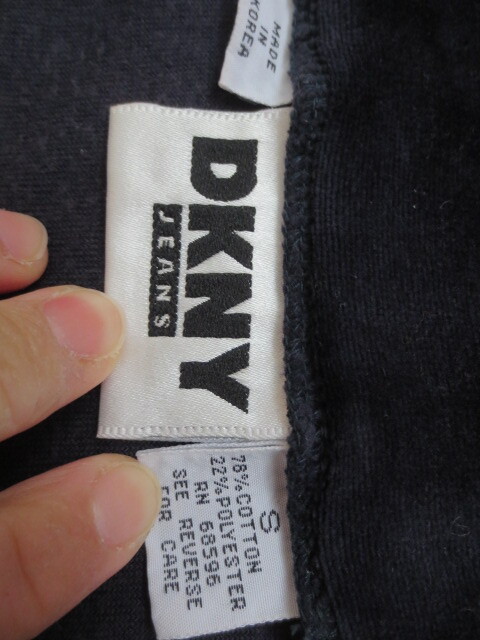 MADE
IN
KOREA
DKNY
JEANS
S
78% COTTON
22% POLYESTER
RN 68596
SEE REVERSE
FOR CARE